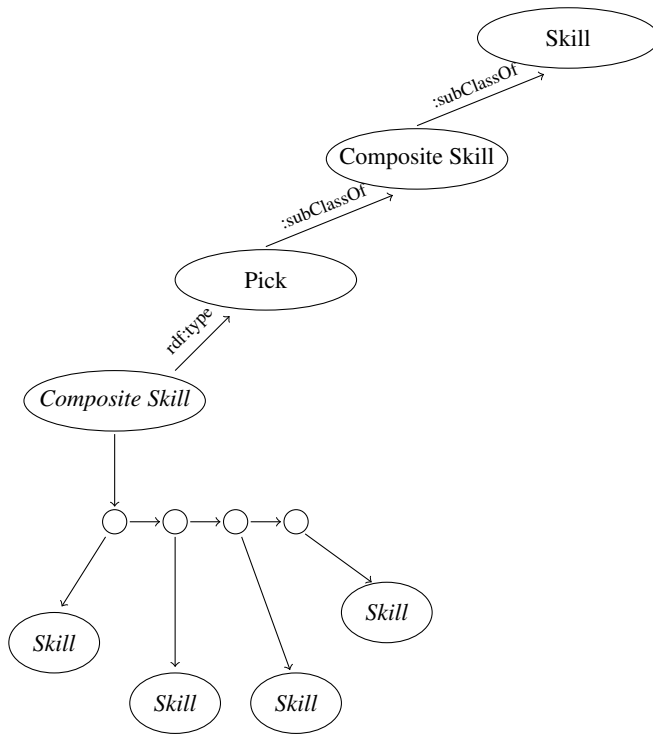 Skill
:subClassOf
Composite Skill
:subClassOf
Pick
rdf:type
Composite Skill
Skill
Skill
Skill
Skill